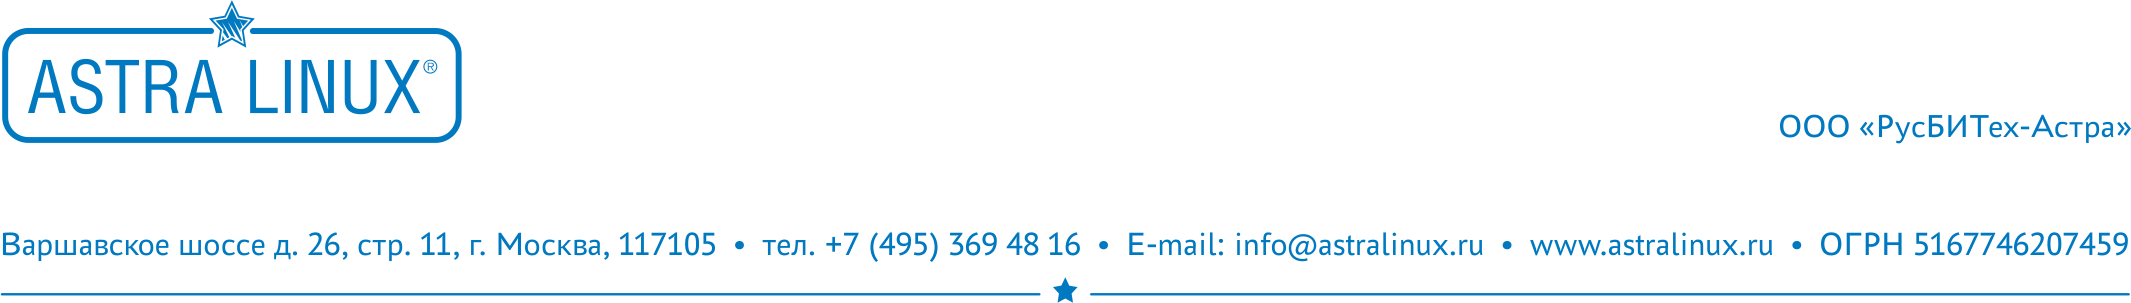 ASTRA LINUX®
ООО «РусБИТех-Астра»
Варшавское шоссе д. 26, стр. 11, г. Москва, 117105 • тел. +7 (495) 369 48 16 • E-mail: info@astralinux.ru • www.astralinux.ru • ОГРН 5167746207459